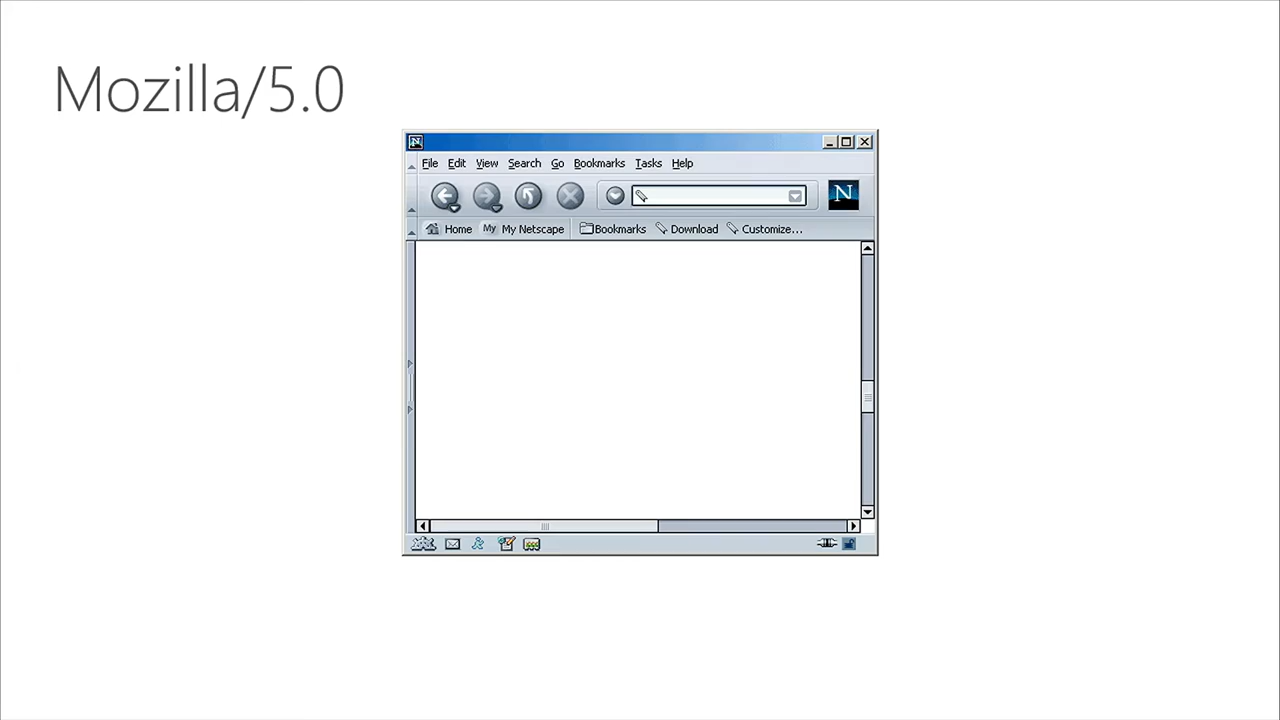 Mozilla/5.0
N
File Edit View Search Go Bookmarks Tasks Help
N
Home My My Netscape Bookmarks Download Customize...